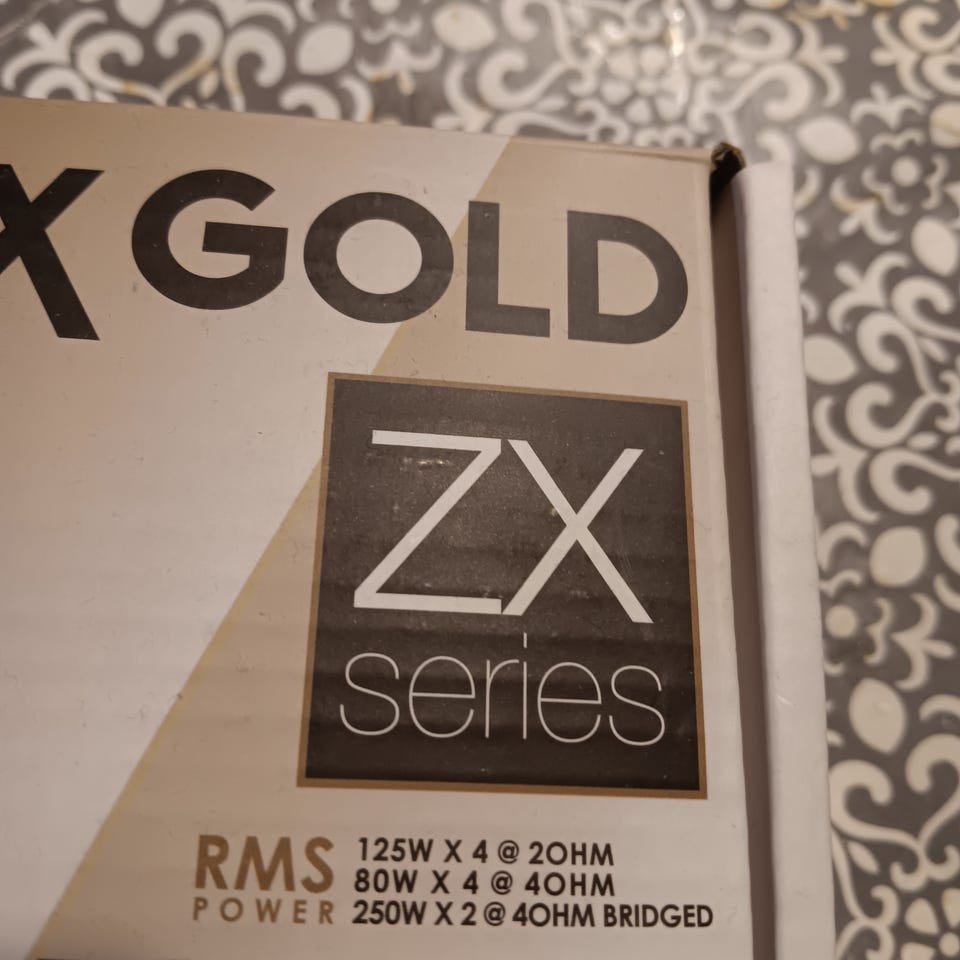 X GOLD
ZX
series
RMS 125W X 4 @ 2OHM
80W X 4 @ 4OHM
POWER 250W X 2 @ 4OHM BRIDGED